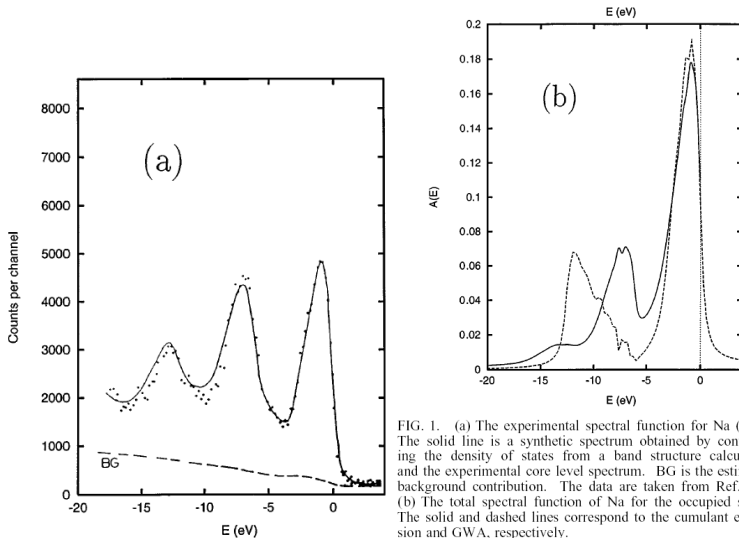 8000
7000
6000
5000
4000
3000
2000
1000
0
Counts per channel
(a)
BG
-20
-15
-10
-5
0
E (eV)
E (eV)
0.2
0.18
0.16
0.14
0.12
0.1
0.08
0.06
0.04
0.02
0
A(E)
(b)
-20
-15
-10
-5
0
E (eV)
FIG. 1. (a) The experimental spectral function for Na (
The solid line is a synthetic spectrum obtained by con
ing the density of states from a band structure calcu
and the experimental core level spectrum. BG is the esti
background contribution. The data are taken from Ref.
(b) The total spectral function of Na for the occupied s
The solid and dashed lines correspond to the cumulant e
sion and GWA, respectively.